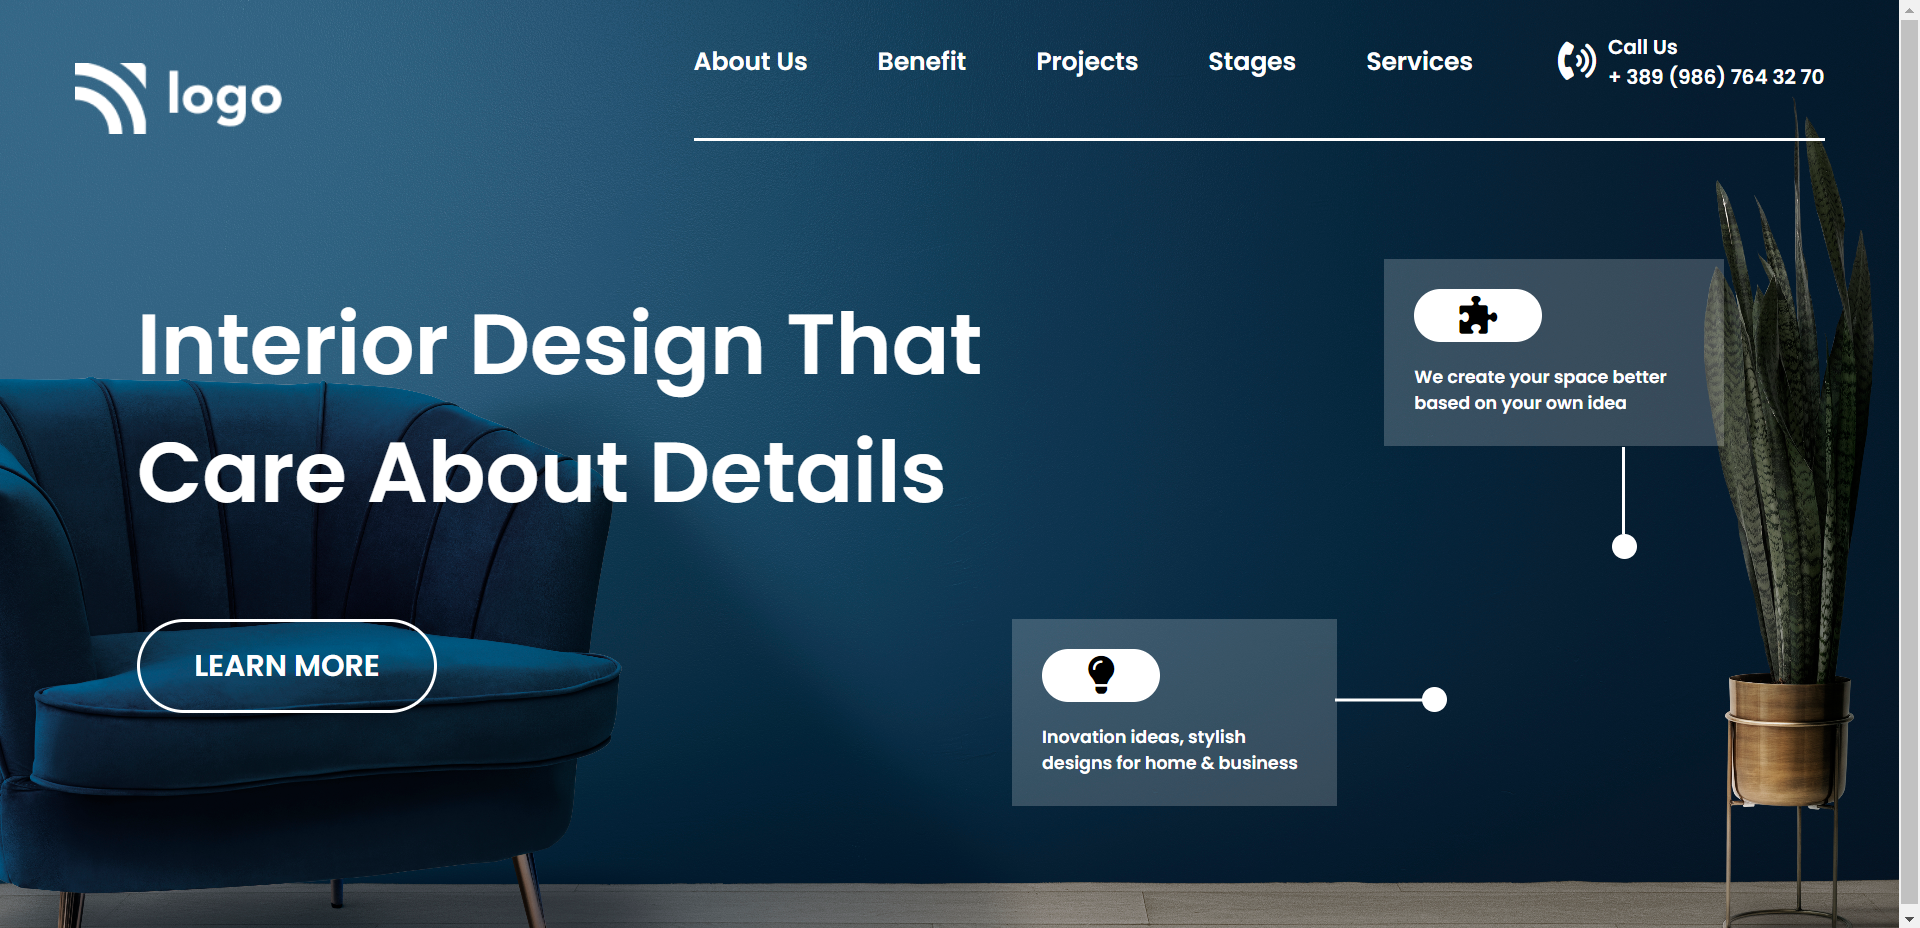 logo
About Us
Benefit
Projects
Stages
Services
Call Us
+ 389 (986) 764 32 70
Interior Design That
Care About Details
LEARN MORE
We create your space better
based on your own idea
Inovation ideas, stylish
designs for home & business